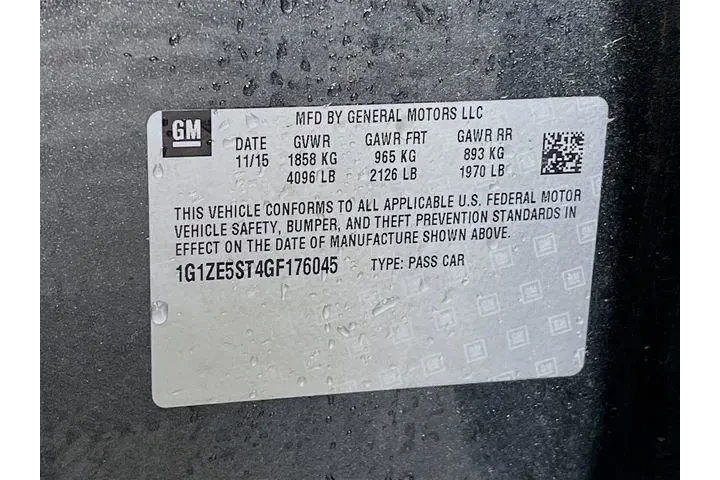 GM
MFD BY GENERAL MOTORS LLC
DATE GVWR GAWR FRT GAWR RR
11/15 1858 KG 965 KG 893 KG
4096 LB 2126 LB 1970 LB
THIS VEHICLE CONFORMS TO ALL APPLICABLE U.S. FEDERAL MOTOR
VEHICLE SAFETY, BUMPER, AND THEFT PREVENTION STANDARDS IN
EFFECT ON THE DATE OF MANUFACTURE SHOWN ABOVE.
1G1ZE5ST4GF176045 TYPE: PASS CAR